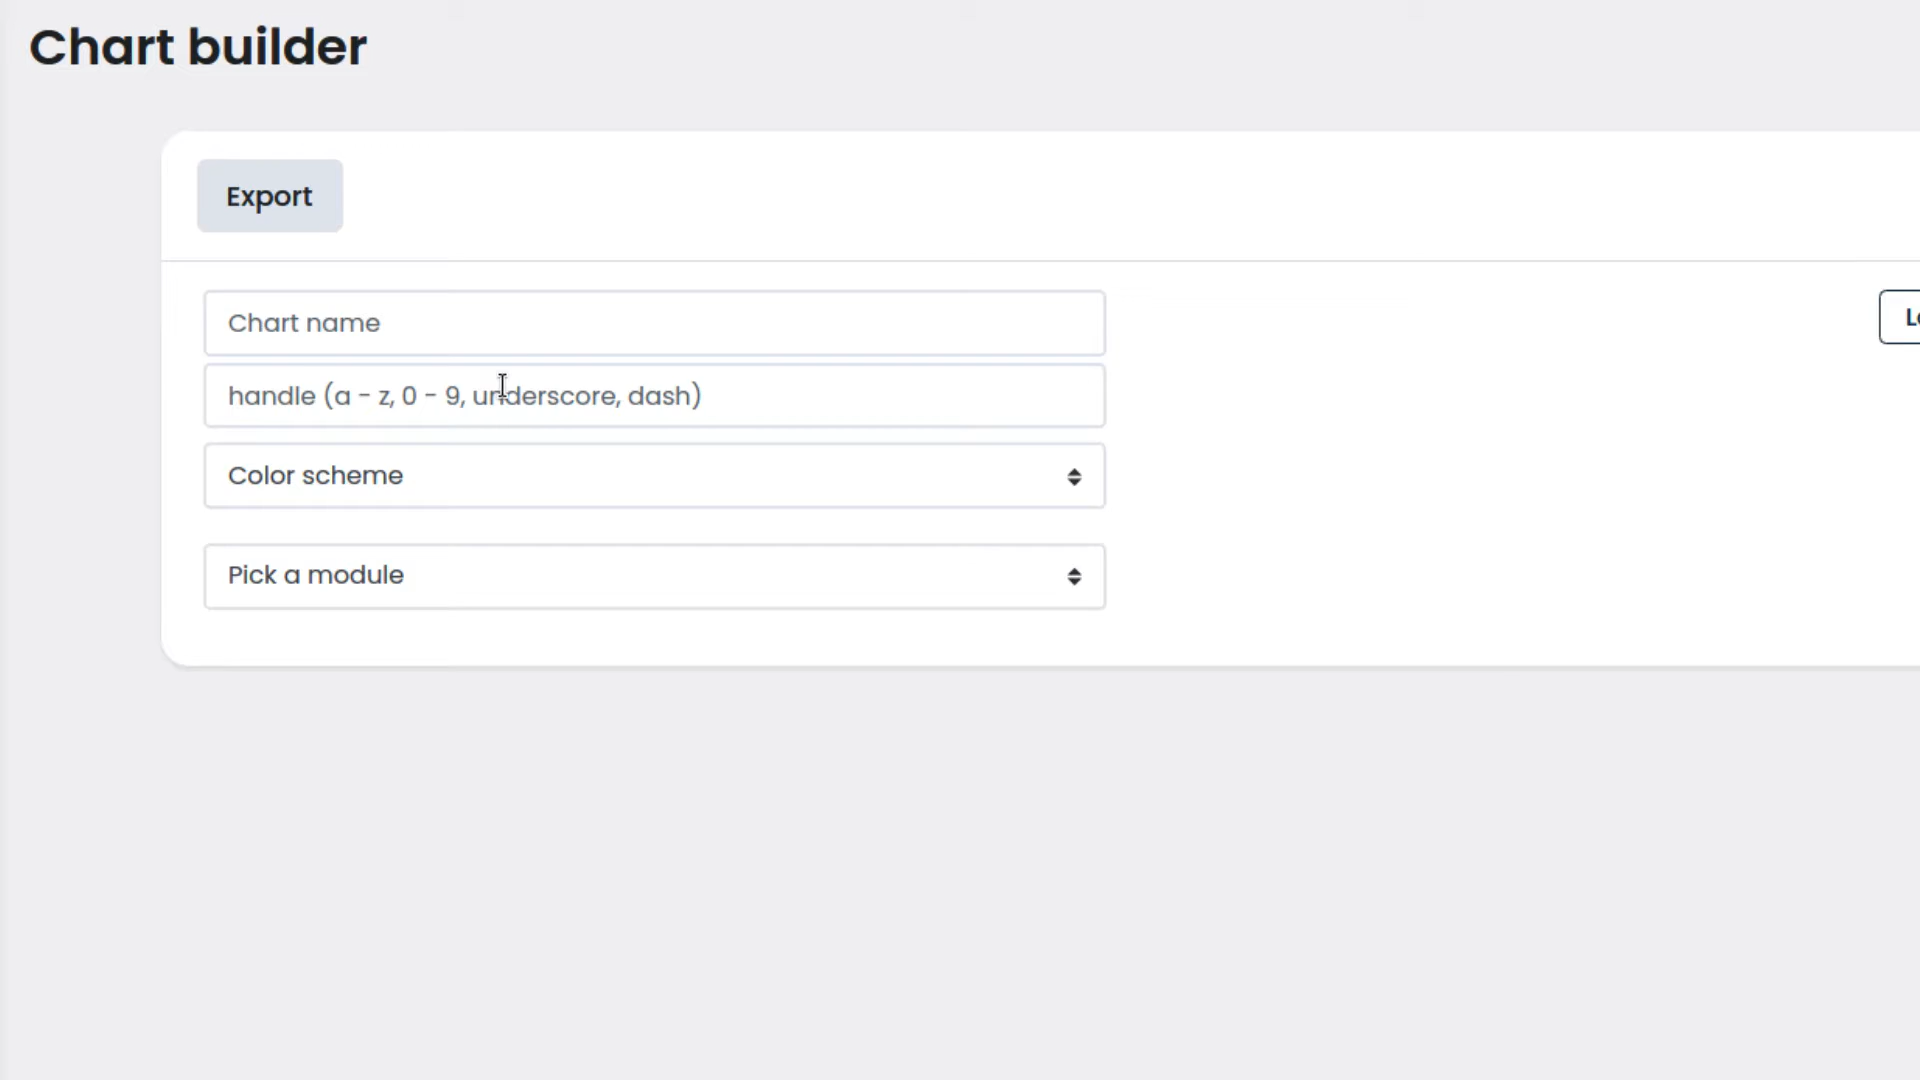 Chart builder
Export
Chart name
handle (a - z, 0 - 9, underscore, dash)
Color scheme
Pick a module